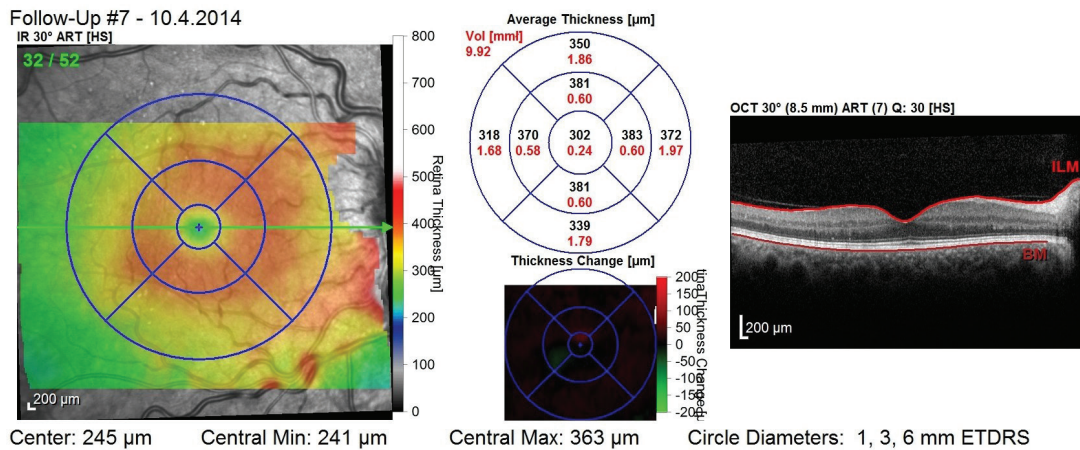 Follow-Up #7 - 10.4.2014
IR 30° ART [HS]
32 / 52
200 µm
800
700
600
500
400
300
200
100
0
Retina Thickness [µm]
Average Thickness [µm]
Vol [mmł]
9.92
350
1.86
381
0.60
318 370 302 383 372
1.68 0.58 0.24 0.60 1.97
381
0.60
339
1.79
Thickness Change [µm]
200
150
100
50
0
-50
-100
-150
-200
Thickness Change
OCT 30° (8.5 mm) ART (7) Q: 30 [HS]
ILM
BM
200 µm
Center: 245 µm Central Min: 241 µm Central Max: 363 µm Circle Diameters: 1, 3, 6 mm ETDRS